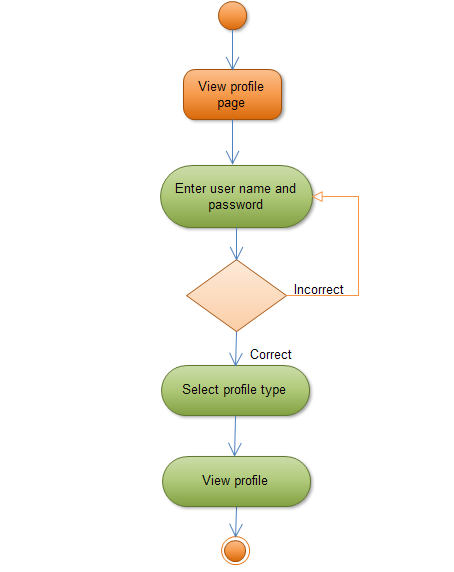 View profile
page
Enter user name and
password
Incorrect
Correct
Select profile type
View profile